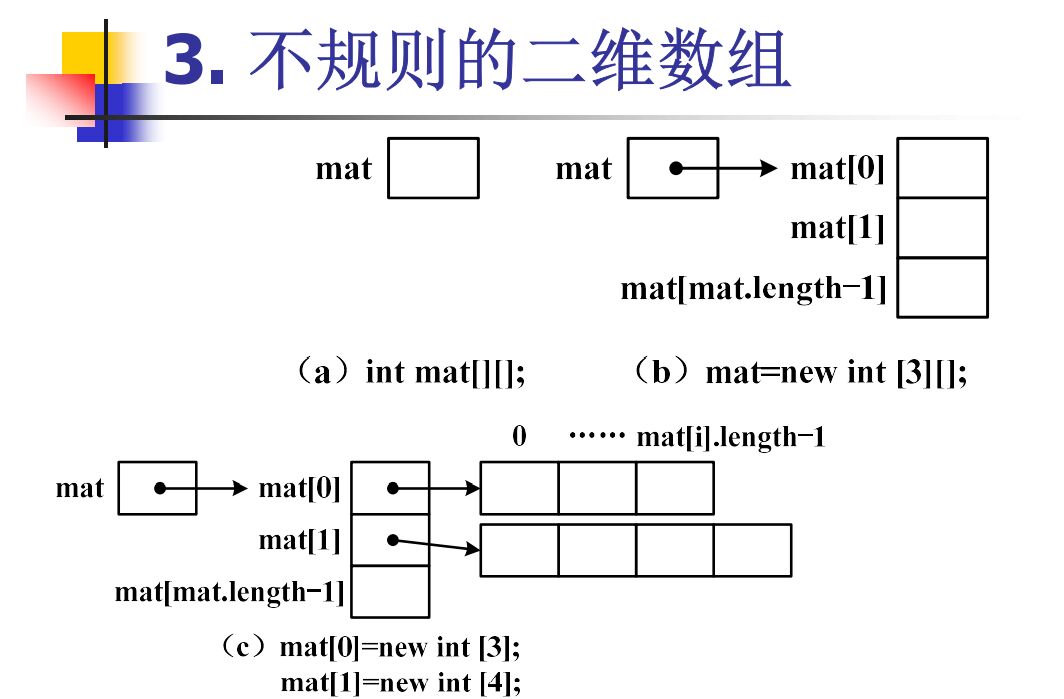 3. 不规则的二维数组
mat
mat
mat[0]
mat[1]
mat[mat.length-1]
（a）int mat[][];
（b）mat=new int [3][];
0 …… mat[i].length-1
mat
mat[0]
mat[1]
mat[mat.length-1]
（c）mat[0]=new int [3];
mat[1]=new int [4];